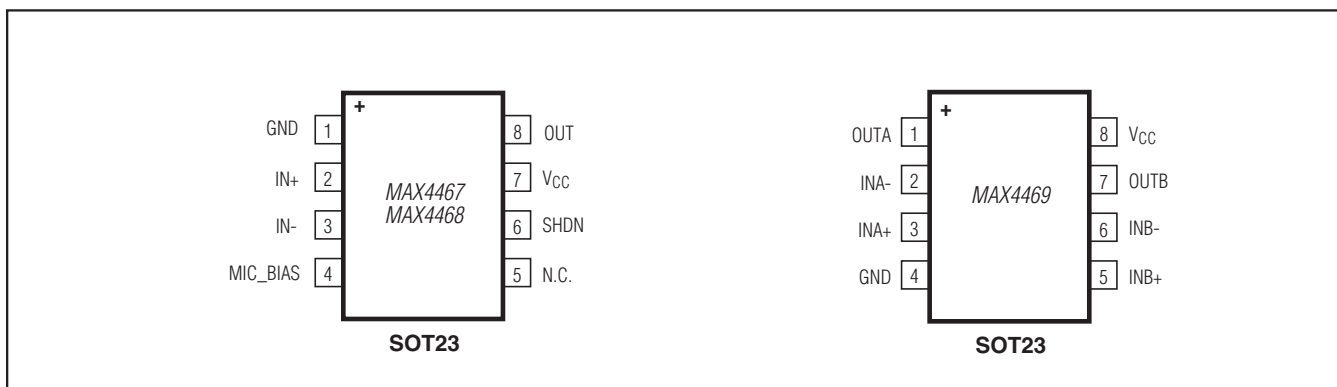 +
GND 1 8 OUT
IN+ 2 7 VCC
MAX4467
MAX4468
IN- 3 6 SHDN
MIC_BIAS 4 5 N.C.
SOT23
+
OUTA 1 8 VCC
INA- 2 7 OUTB
MAX4469
INA+ 3 6 INB-
GND 4 5 INB+
SOT23